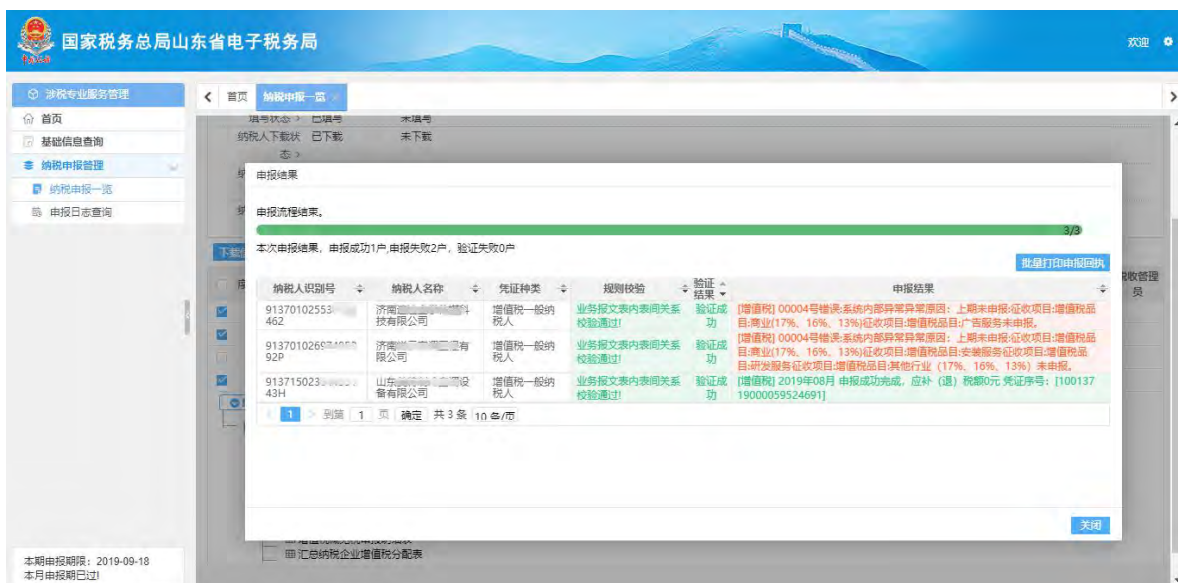 国家税务总局山东省电子税务局
欢迎
涉税专业服务管理
首页
纳税申报一览
首页
基础信息查询
纳税申报管理
纳税申报一览
申报日志查询
填写状态> 已填写 未填写
纳税人下载状 已下载 未下载
态>
申报结果
申报流程结束。
3/3
本次申报结果，申报成功1户,申报失败2户，验证失败0户
批量打印申报回执
纳税人识别号 纳税人名称 凭证种类 规则校验 验证结果 申报结果
91370102553
462
济南
技有限公司
增值税一般纳
税人
业务报文表内表间关系
校验通过!
验证成
功
[增值税] 00004号错误:系统内部异常异常原因：上期未申报:征收项目:增值税品
目:商业(17%、16%、13%)征收项目:增值税品目:广告服务未申报。
913701026
92P
济南
限公司
增值税一般纳
税人
业务报文表内表间关系
校验通过!
验证成
功
[增值税] 00004号错误:系统内部异常异常原因：上期未申报:征收项目:增值税品
目:商业(17%、16%、13%)征收项目:增值税品目:安装服务征收项目:增值税品
目:研发服务征收项目:增值税品目:其他行业（17%、16%、13%）未申报。
913715023
43H
山东
设
备有限公司
增值税一般纳
税人
业务报文表内表间关系
校验通过!
验证成
功
[增值税] 2019年08月 申报成功完成，应补（退）税额0元 凭证序号：[100137
19000059524691]
1 > 到第 1 页 确定 共3条 10 条/页
税收管理
员
关闭
汇总纳税企业增值税分配表
本期申报期限：2019-09-18
本月申报期已过!